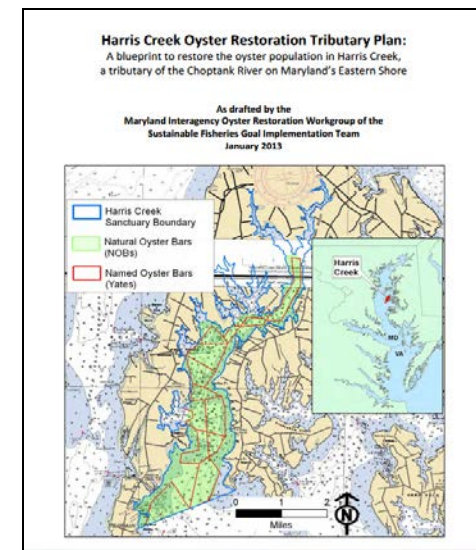 Harris Creek Oyster Restoration Tributary Plan:
A blueprint to restore the oyster population in Harris Creek,
a tributary of the Choptank River on Maryland's Eastern Shore
As drafted by the
Maryland Interagency Oyster Restoration Workgroup of the
Sustainable Fisheries Goal Implementation Team
January 2013
Harris Creek
Sanctuary Boundary
Natural Oyster Bars
(NOBs)
Named Oyster Bars
(Yates)
Harris
Creek
MD
VA
0 1 2
Miles
N